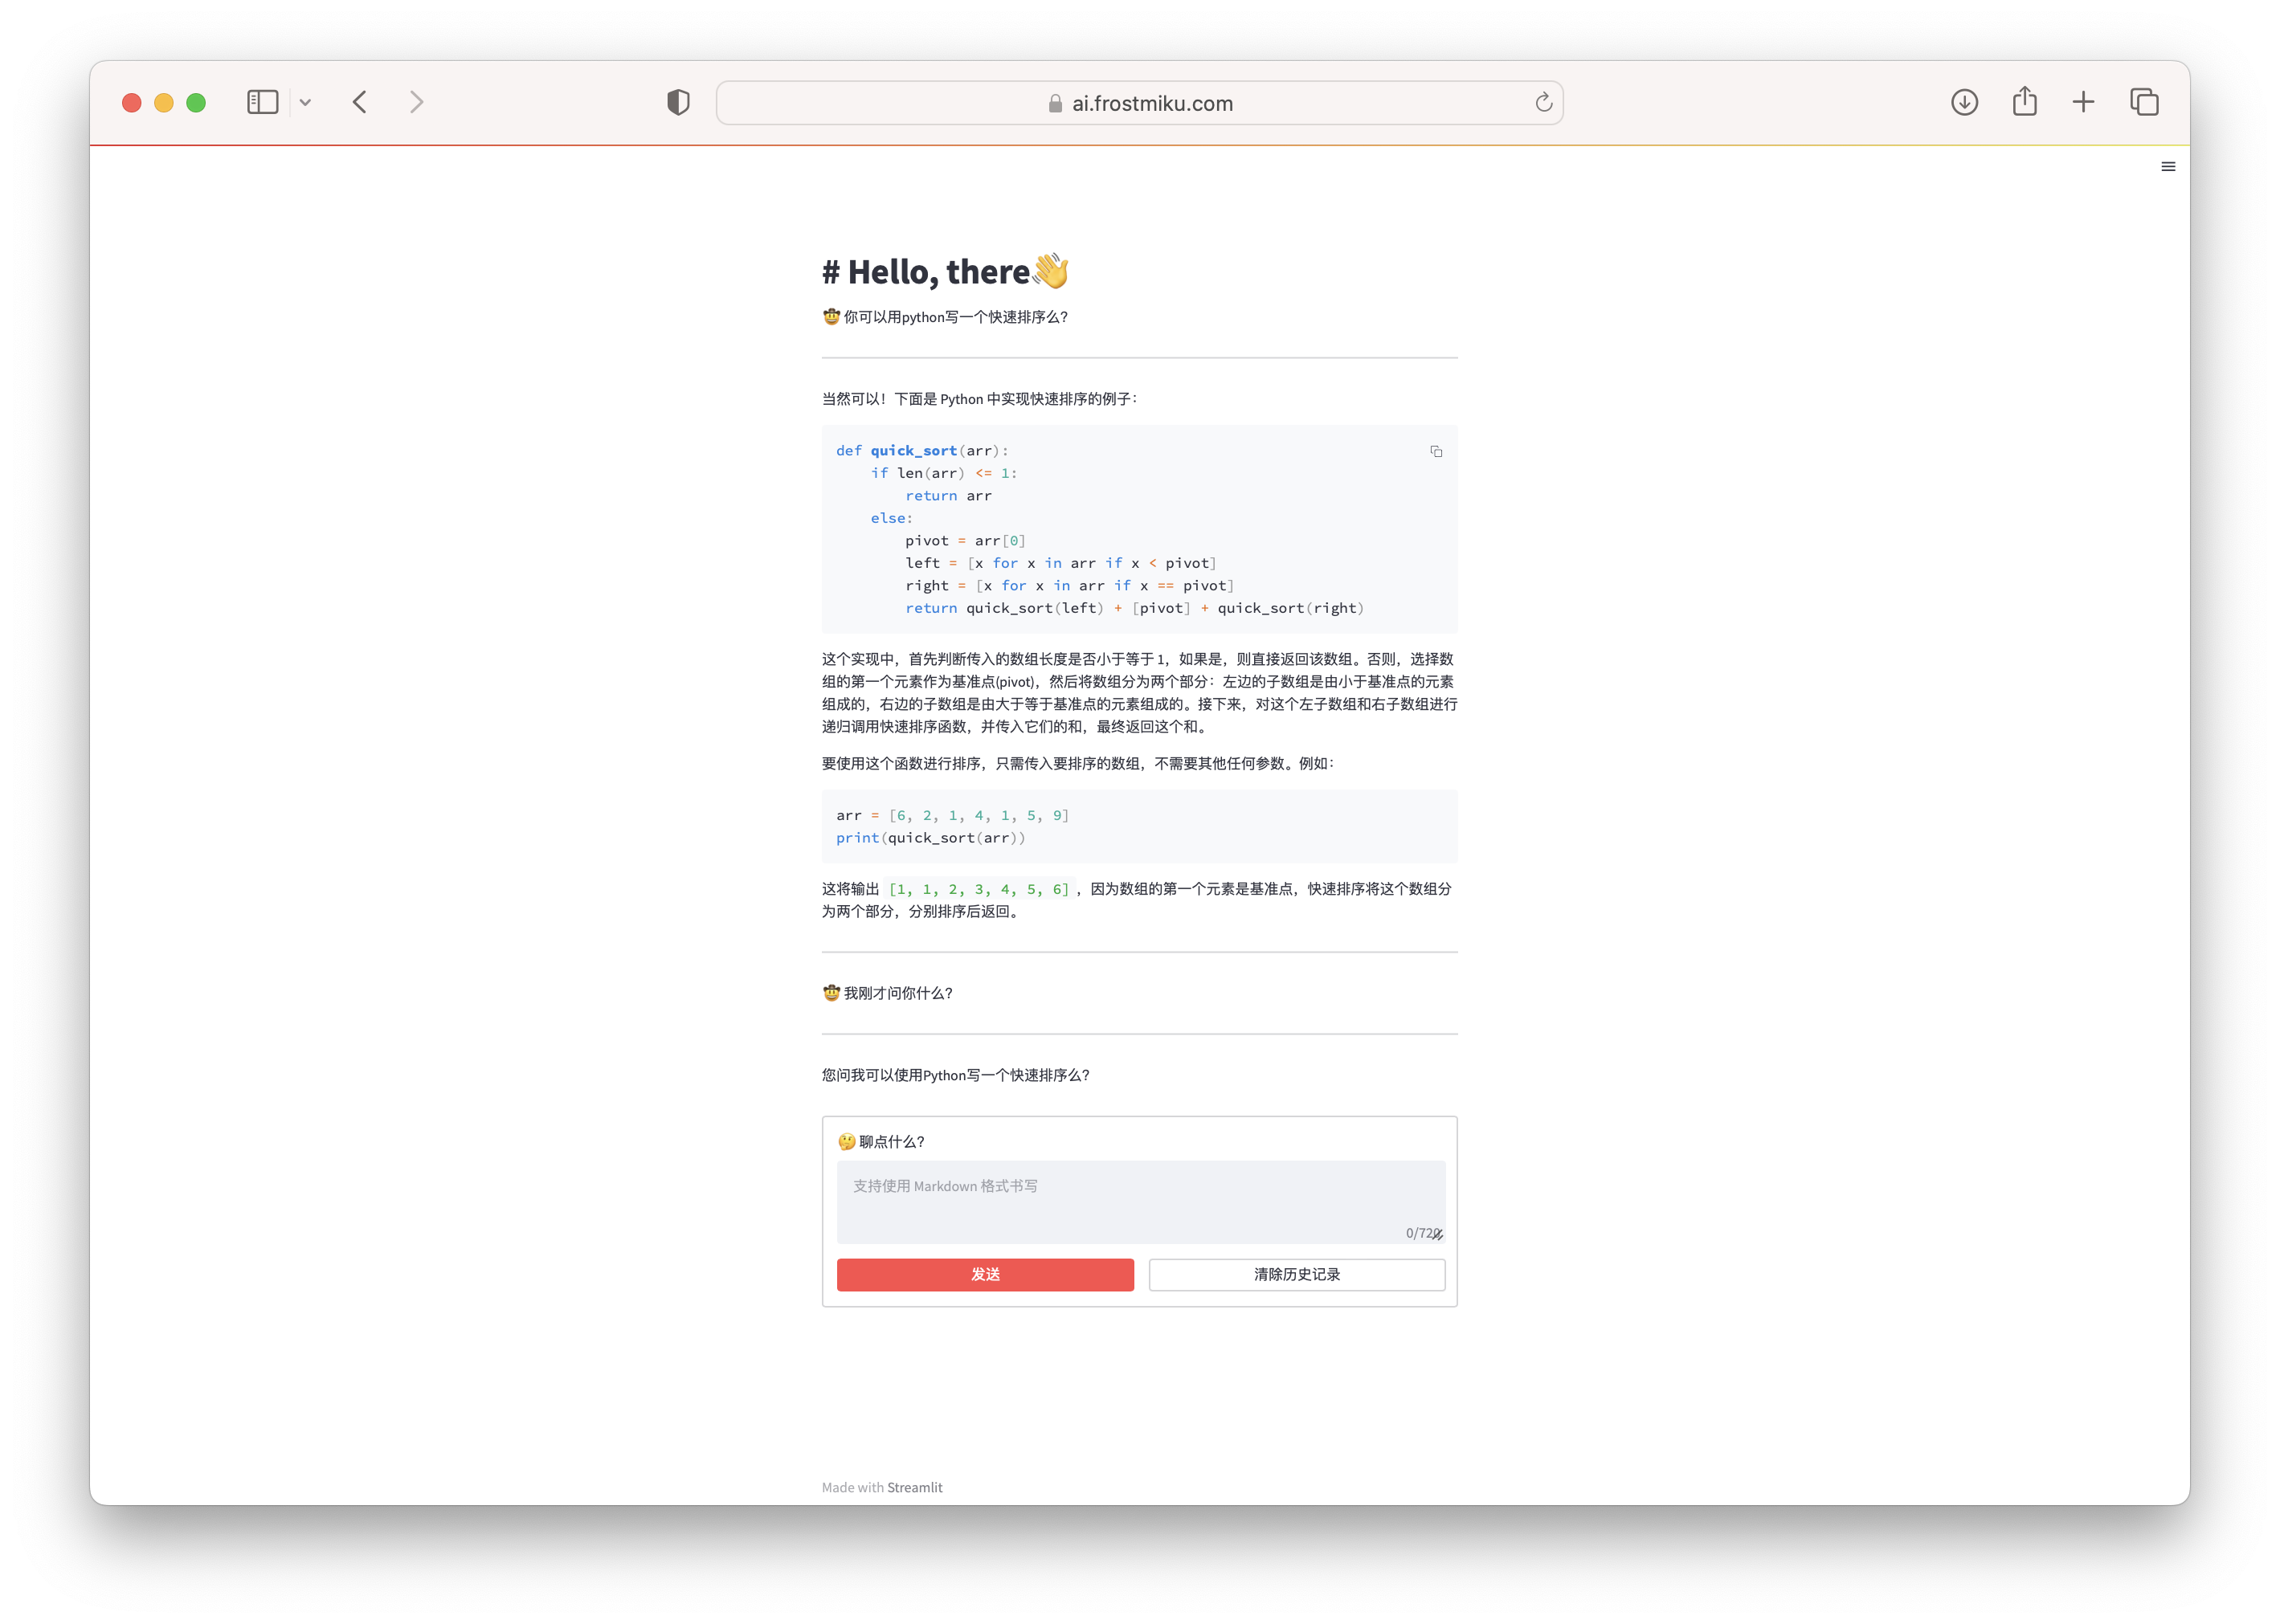 ai.frostmiku.com
# Hello, there👋
🤠 你可以用python写一个快速排序么?
当然可以！下面是 Python 中实现快速排序的例子：
def quick_sort(arr):
    if len(arr) <= 1:
        return arr
    else:
        pivot = arr[0]
        left = [x for x in arr if x < pivot]
        right = [x for x in arr if x == pivot]
        return quick_sort(left) + [pivot] + quick_sort(right)
这个实现中，首先判断传入的数组长度是否小于等于 1，如果是，则直接返回该数组。否则，选择数
组的第一个元素作为基准点(pivot)，然后将数组分为两个部分：左边的子数组是由小于基准点的元素
组成的，右边的子数组是由大于等于基准点的元素组成的。接下来，对这个左子数组和右子数组进行
递归调用快速排序函数，并传入它们的和，最终返回这个和。
要使用这个函数进行排序，只需传入要排序的数组，不需要其他任何参数。例如：
arr = [6, 2, 1, 4, 1, 5, 9]
print(quick_sort(arr))
这将输出 [1, 1, 2, 3, 4, 5, 6] ，因为数组的第一个元素是基准点，快速排序将这个数组分
为两个部分，分别排序后返回。
🤠 我刚才问你什么?
您问我可以使用Python写一个快速排序么?
🤔 聊点什么?
支持使用 Markdown 格式书写
0/720
发送 清除历史记录
Made with Streamlit